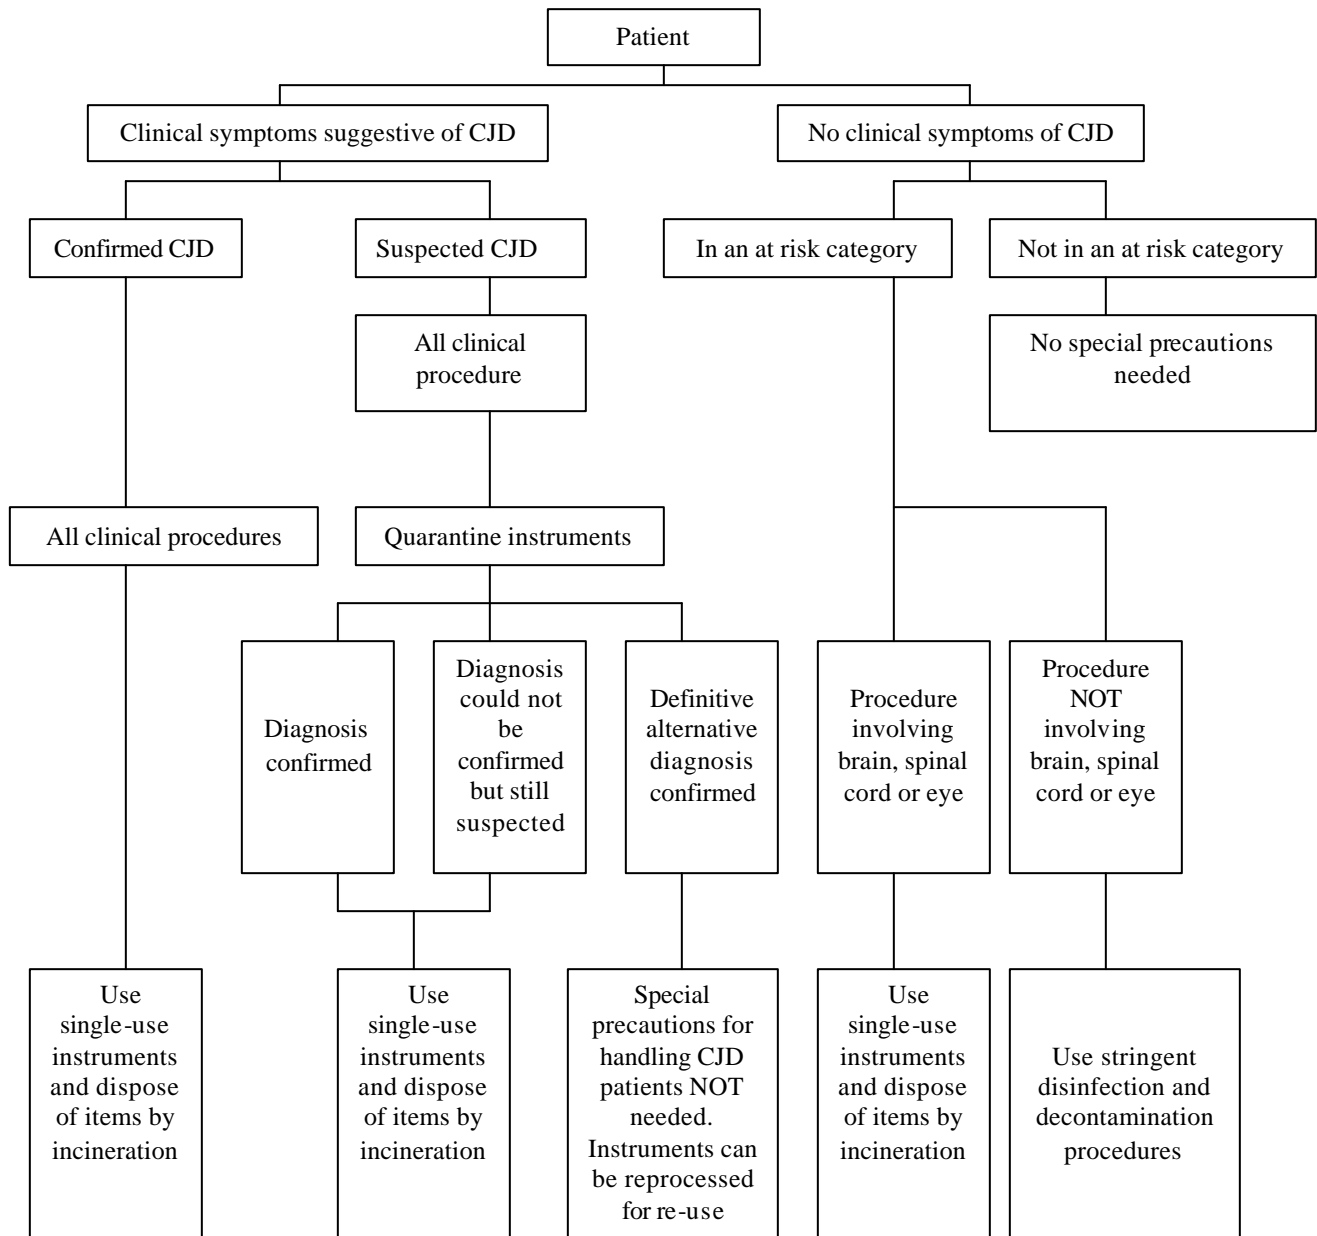 Patient
Clinical symptoms suggestive of CJD
No clinical symptoms of CJD
Confirmed CJD
Suspected CJD
In an at risk category
Not in an at risk category
All clinical
procedure
No special precautions
needed
All clinical procedures
Quarantine instruments
Diagnosis
confirmed
Diagnosis
could not
be
confirmed
but still
suspected
Definitive
alternative
diagnosis
confirmed
Procedure
involving
brain, spinal
cord or eye
Procedure
NOT
involving
brain, spinal
cord or eye
Use
single-use
instruments
and dispose
of items by
incineration
Use
single-use
instruments
and dispose
of items by
incineration
Special
precautions for
handling CJD
patients NOT
needed.
Instruments can
be reprocessed
for re-use
Use
single-use
instruments
and dispose
of items by
incineration
Use stringent
disinfection and
decontamination
procedures